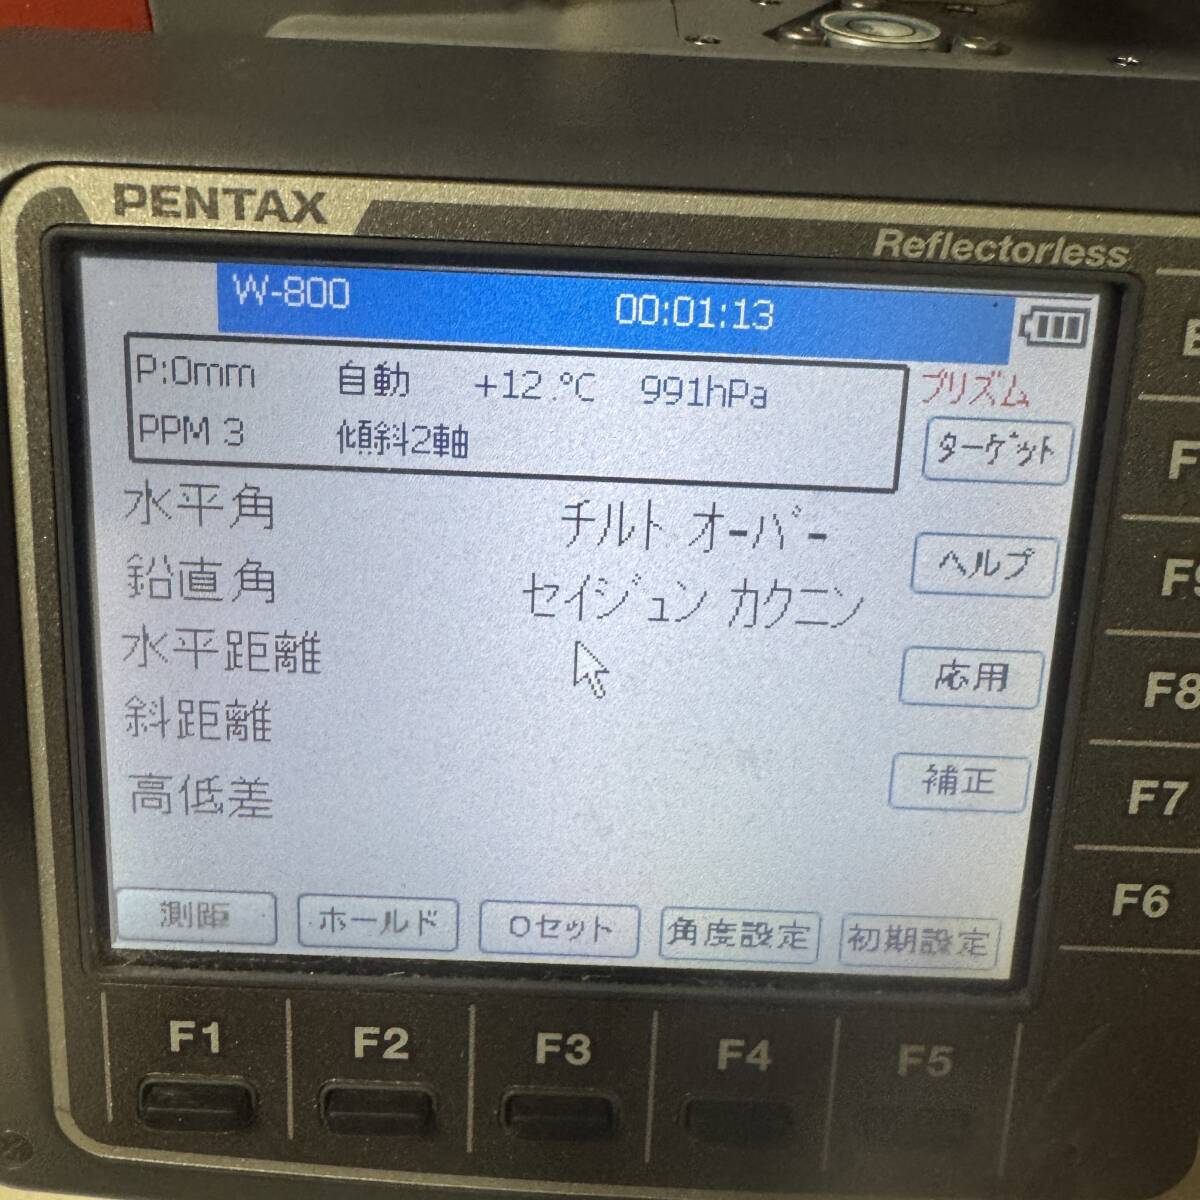 PENTAX
Reflectorless
W-800 00:01:13
P:0mm 自動 +12.℃ 991hPa
PPM 3 傾斜2軸
プリズム
ターゲット
水平角 チルト オーバー
鉛直角 セイジュン カクニン
ヘルプ
水平距離
応用
斜距離
補正
高低差
測距 ホールド 0セット 角度設定 初期設定
F8
F7
F6
F1 F2 F3 F4 F5